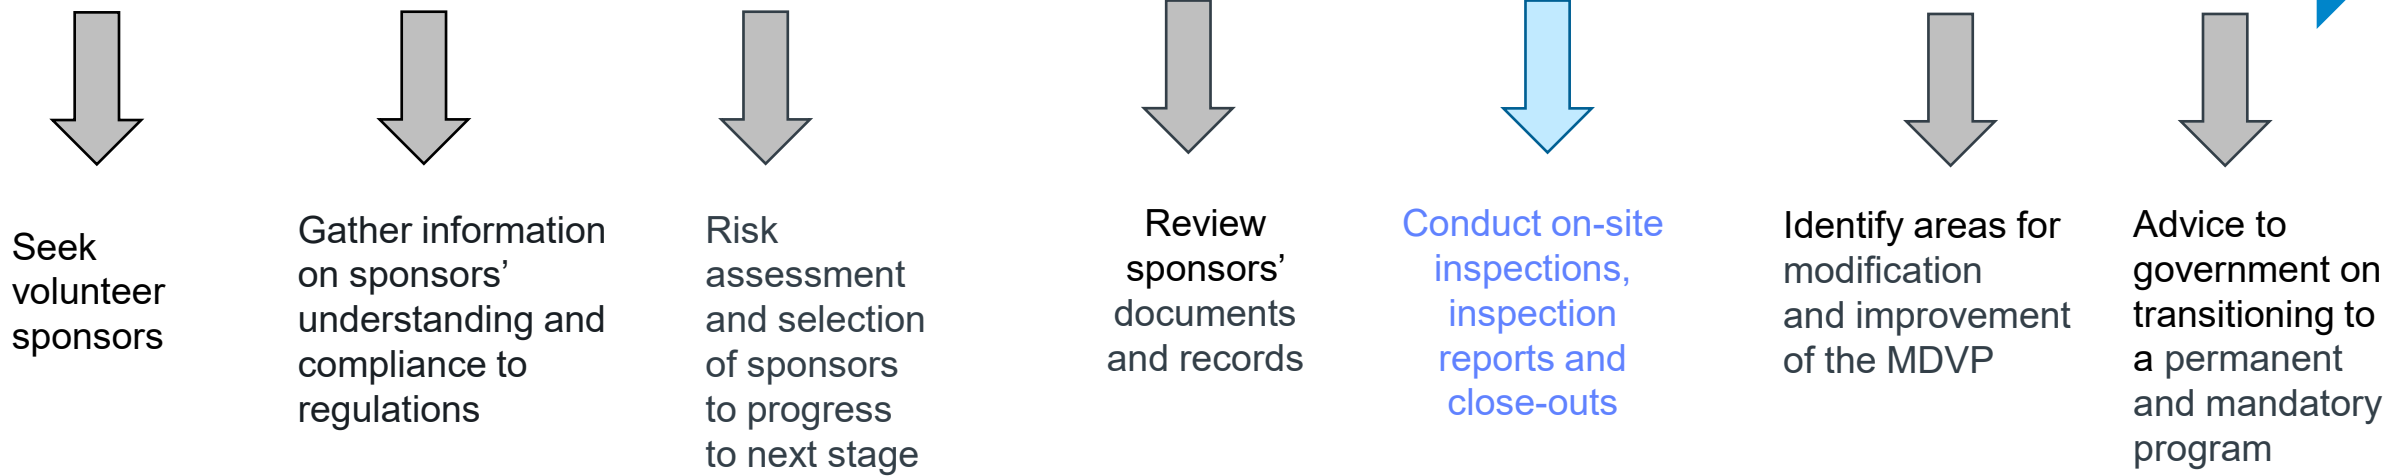 Seek
volunteer
sponsors
Gather information
on sponsors’
understanding and
compliance to
regulations
Risk
assessment
and selection
of sponsors
to progress
to next stage
Review
sponsors’
documents
and records
Conduct on-site
inspections,
inspection
reports and
close-outs
Identify areas for
modification
and improvement
of the MDVP
Advice to
government on
transitioning to
a permanent
and mandatory
program